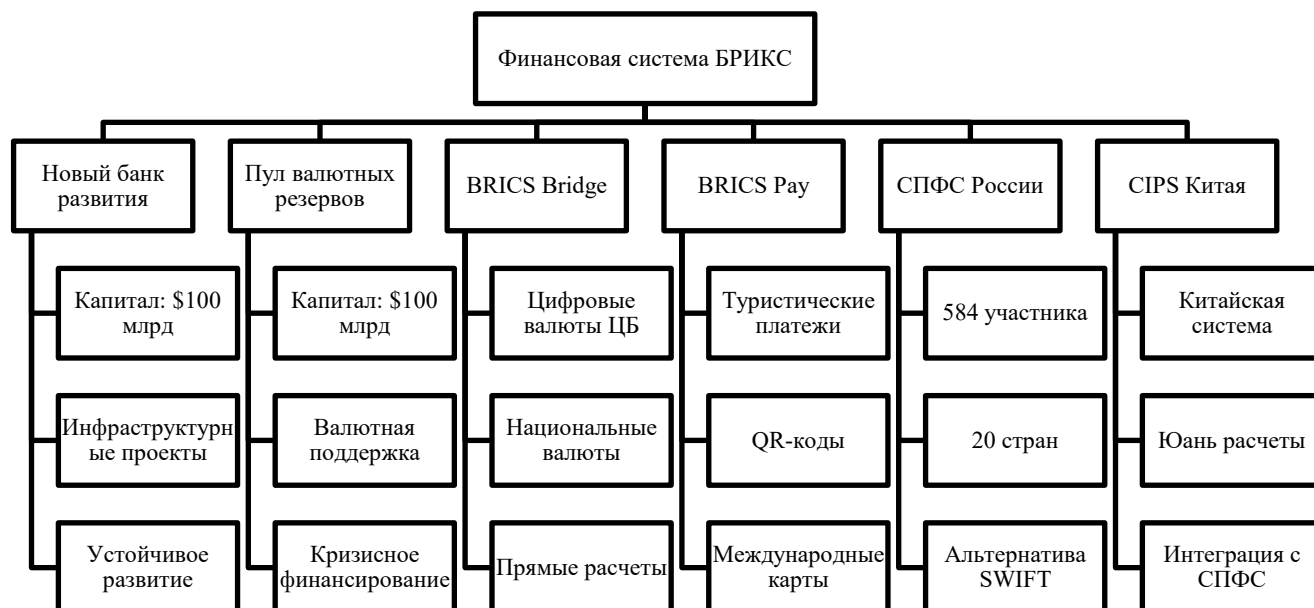 Финансовая система БРИКС
Новый банк
развития
Капитал: $100
млрд
Инфраструктурн
ые проекты
Устойчивое
развитие
Пул валютных
резервов
Капитал: $100
млрд
Валютная
поддержка
Кризисное
финансирование
BRICS Bridge
Цифровые
валюты ЦБ
Национальные
валюты
Прямые расчеты
BRICS Pay
Туристические
платежи
QR-коды
Международные
карты
СПФС России
584 участника
20 стран
Альтернатива
SWIFT
CIPS Китая
Китайская
система
Юань расчеты
Интеграция с
СПФС